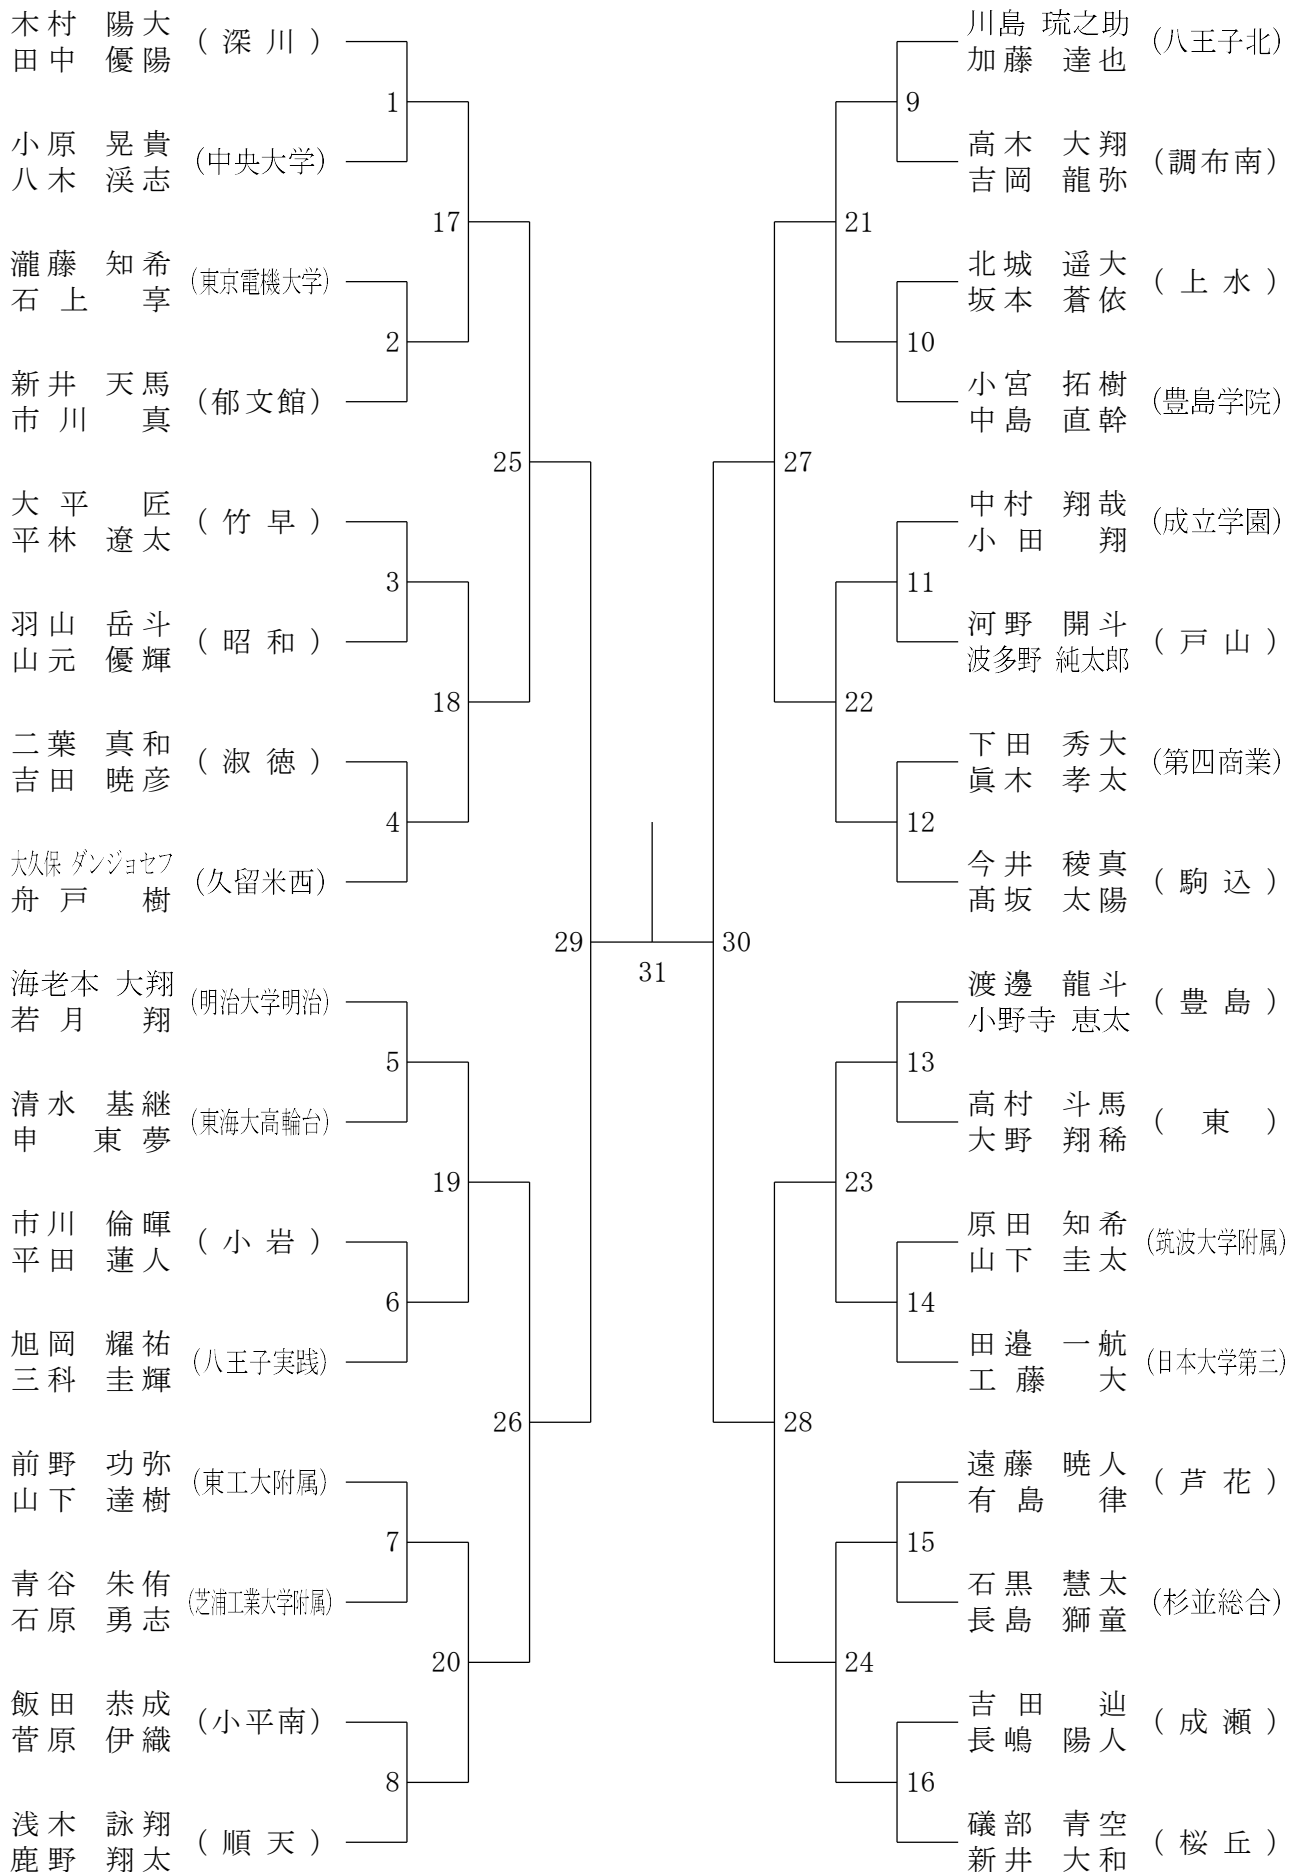 木村 陽大
田中 優陽
(深川)
1
小原 晃貴
八木 渓志
(中央大学)
17
瀧藤 知希
石上 享
(東京電機大学)
2
新井 天馬
市川 真
(郁文館)
25
大平 匠
平林 遼太
(竹早)
3
羽山 岳斗
山元 優輝
(昭和)
18
二葉 真和
吉田 暁彦
(淑徳)
4
大久保 ダンジョセフ
舟戸 樹
(久留米西)
29
海老本 大翔
若月 翔
(明治大学明治)
5
清水 基継
申 東夢
(東海大高輪台)
19
市川 倫暉
平田 蓮人
(小岩)
6
旭岡 耀祐
三科 圭輝
(八王子実践)
26
前野 功弥
山下 達樹
(東工大附属)
7
青谷 朱侑
石原 勇志
(芝浦工業大学附属)
20
飯田 恭成
菅原 伊織
(小平南)
8
浅木 詠翔
鹿野 翔太
(順天)
31
川島 琉之助
加藤 達也
(八王子北)
9
高木 大翔
吉岡 龍弥
(調布南)
21
北城 遥大
坂本 蒼依
(上水)
10
小宮 拓樹
中島 直幹
(豊島学院)
27
中村 翔哉
小田 翔
(成立学園)
11
河野 開斗
波多野 純太郎
(戸山)
22
下田 秀大
眞木 孝太
(第四商業)
12
今井 稜真
髙坂 太陽
(駒込)
30
渡邊 龍斗
小野寺 恵太
(豊島)
13
高村 斗馬
大野 翔稀
(東)
23
原田 知希
山下 圭太
(筑波大学附属)
14
田邉 一航
工藤 大
(日本大学第三)
28
遠藤 暁人
有島 律
(芦花)
15
石黒 慧太
長島 獅童
(杉並総合)
24
吉田 辿
長嶋 陽人
(成瀬)
16
礒部 青空
新井 大和
(桜丘)